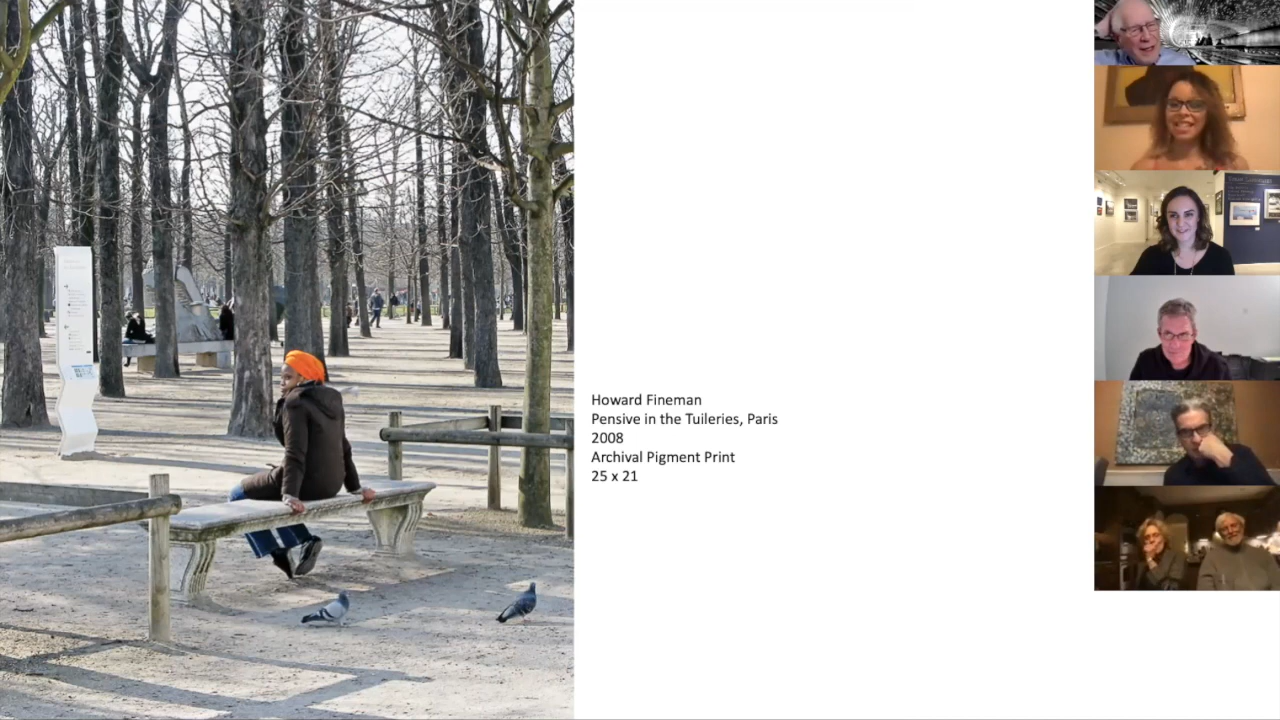 Howard Fineman
Pensive in the Tuileries, Paris
2008
Archival Pigment Print
25 x 21